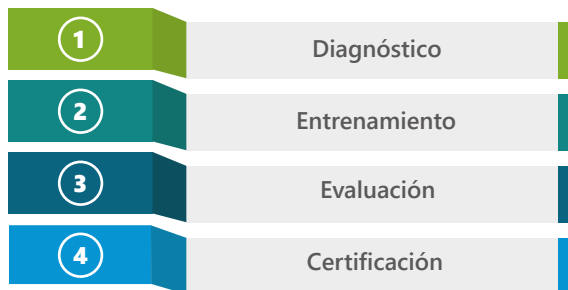 1
Diagnóstico
2
Entrenamiento
3
Evaluación
4
Certificación